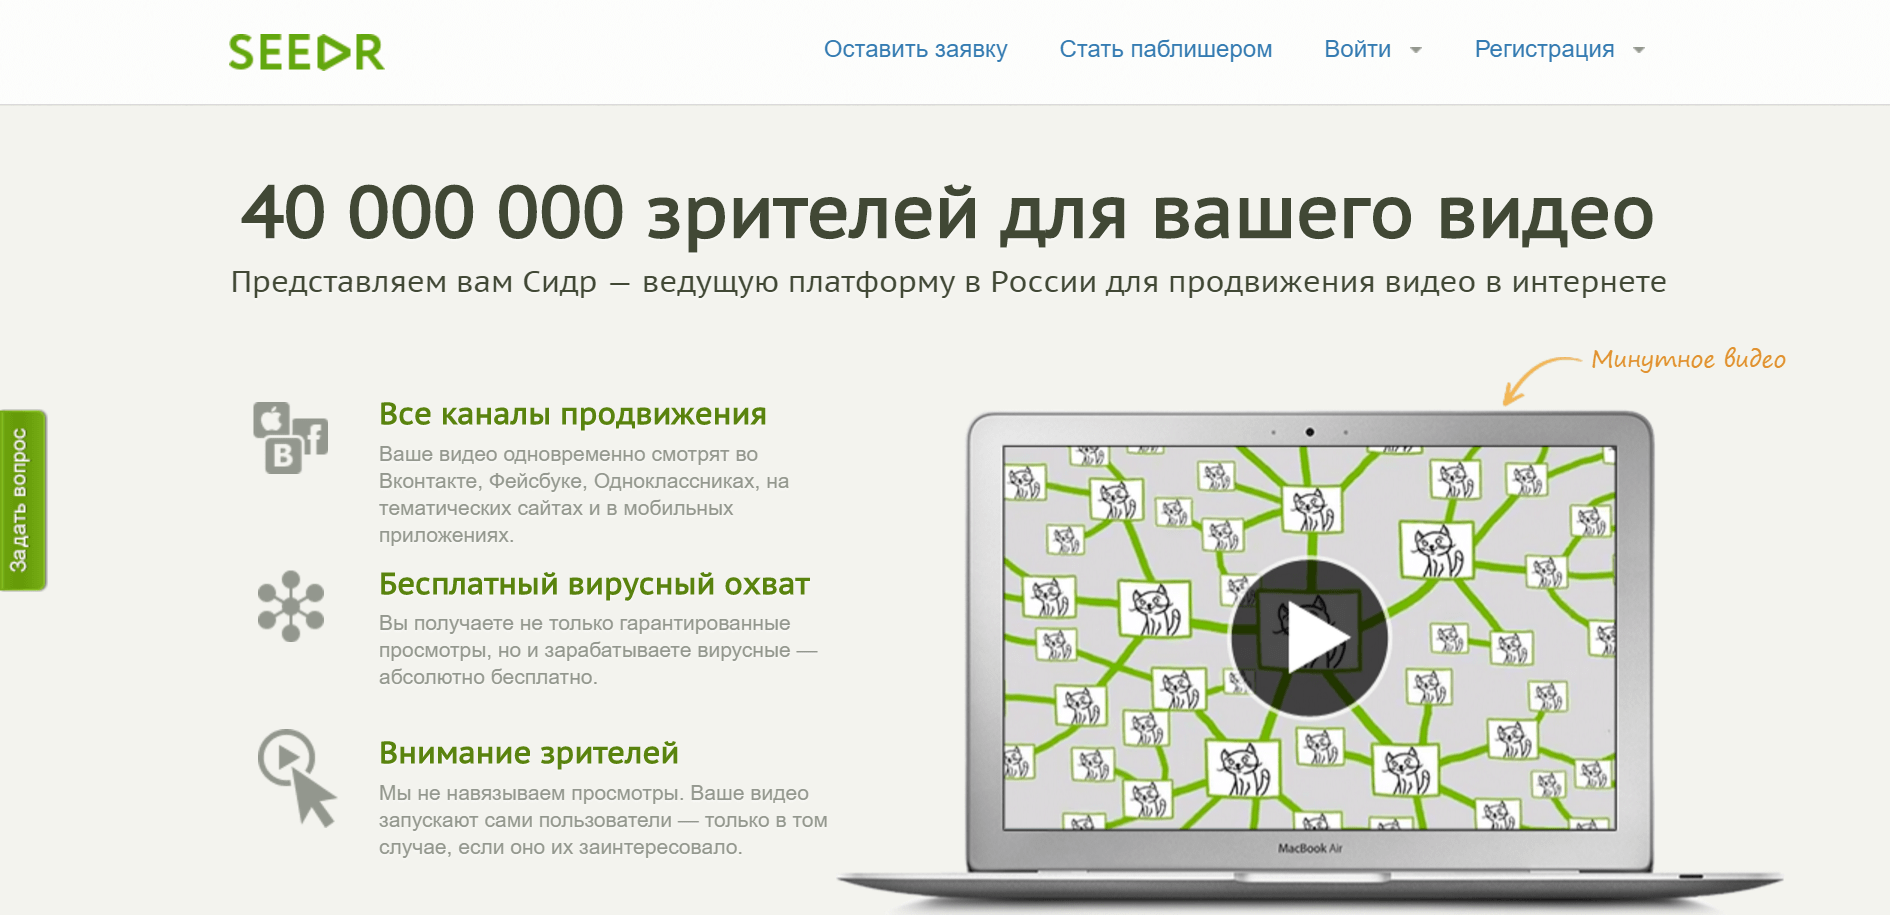 SEEDR
Оставить заявку
Стать паблишером
Войти
Регистрация
40 000 000 зрителей для вашего видео
Представляем вам Сидр — ведущую платформу в России для продвижения видео в интернете
Минутное видео
Задать вопрос
Все каналы продвижения
Ваше видео одновременно смотрят во
Вконтакте, Фейсбуке, Одноклассниках, на
тематических сайтах и в мобильных
приложениях.
Бесплатный вирусный охват
Вы получаете не только гарантированные
просмотры, но и зарабатываете вирусные —
абсолютно бесплатно.
Внимание зрителей
Мы не навязываем просмотры. Ваше видео
запускают сами пользователи — только в том
случае, если оно их заинтересовало.
MacBook Air